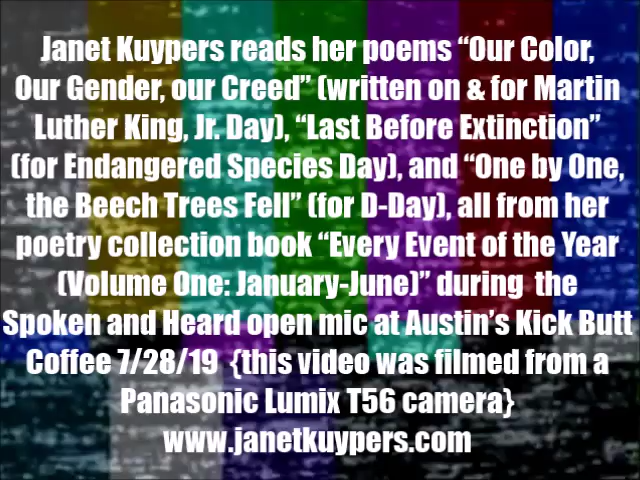 Janet Kuypers reads her poems “Our Color,
Our Gender, our Creed” (written on & for Martin
Luther King, Jr. Day), “Last Before Extinction”
(for Endangered Species Day), and “One by One,
the Beech Trees Fell” (for D-Day), all from her
poetry collection book “Every Event of the Year
(Volume One: January-June)” during  the
Spoken and Heard open mic at Austin’s Kick Butt
Coffee 7/28/19  {this video was filmed from a
Panasonic Lumix T56 camera}
www.janetkuypers.com